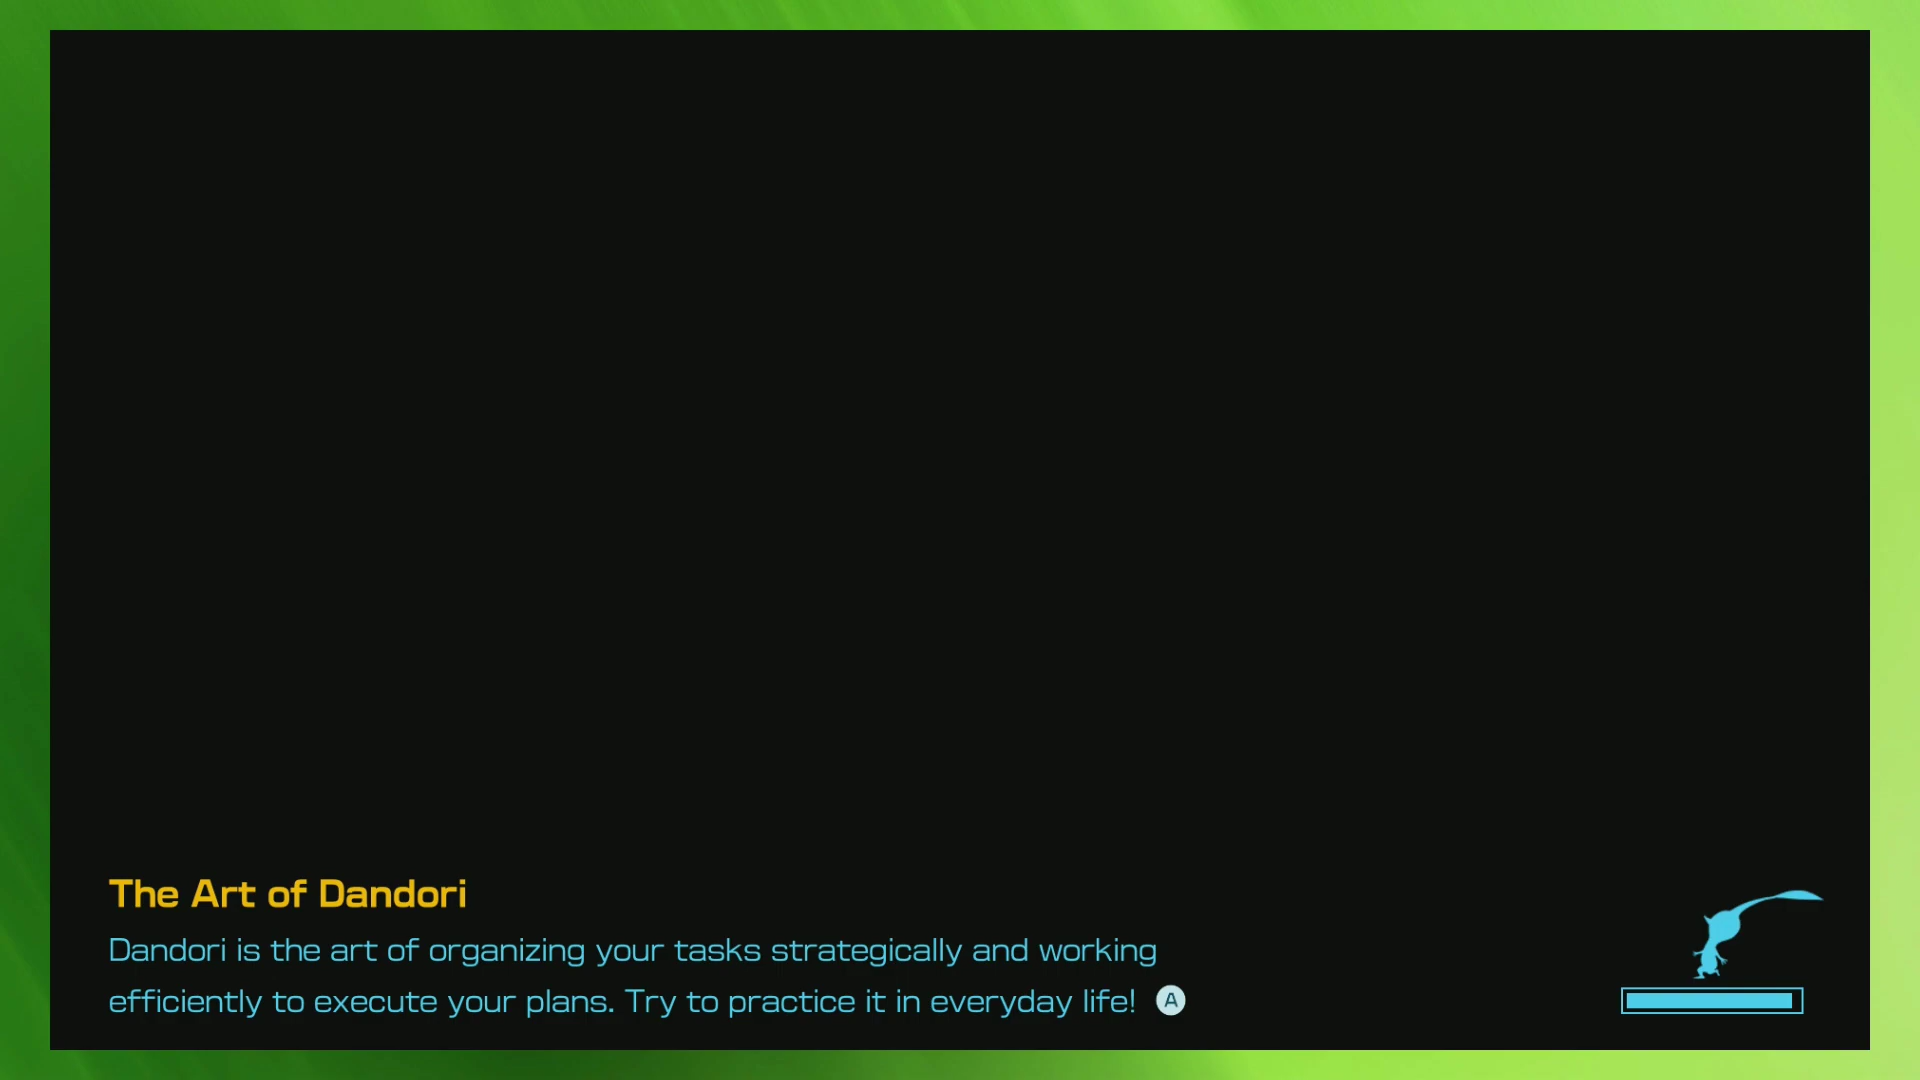 The Art of Dandori
Dandori is the art of organizing your tasks strategically and working
efficiently to execute your plans. Try to practice it in everyday life! A